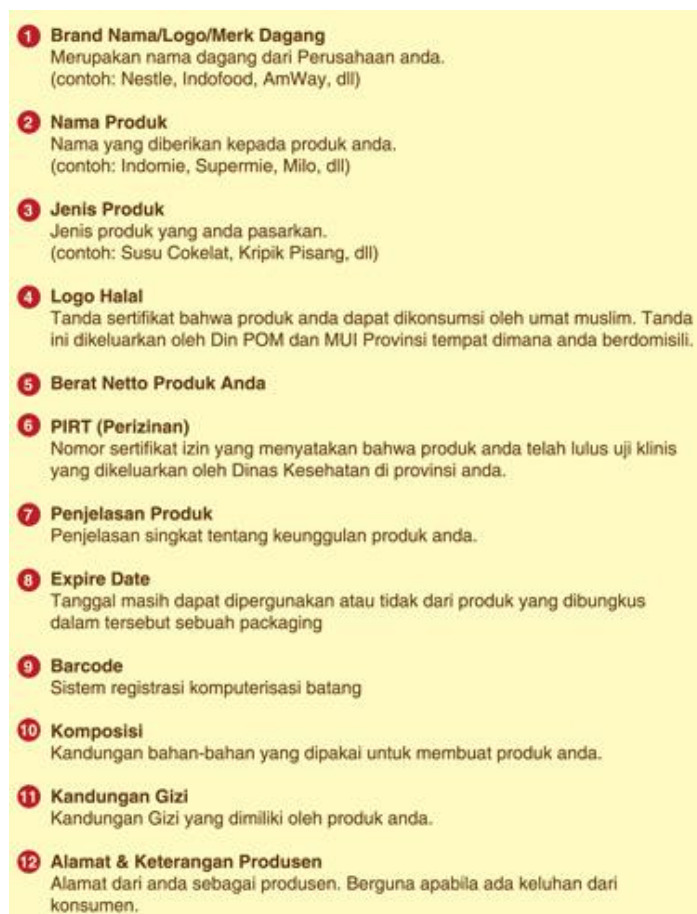 1 Brand Nama/Logo/Merk Dagang
Merupakan nama dagang dari Perusahaan anda.
(contoh: Nestle, Indofood, AmWay, dll)
2 Nama Produk
Nama yang diberikan kepada produk anda.
(contoh: Indomie, Supermie, Milo, dll)
3 Jenis Produk
Jenis produk yang anda pasarkan.
(contoh: Susu Cokelat, Kripik Pisang, dll)
4 Logo Halal
Tanda sertifikat bahwa produk anda dapat dikonsumsi oleh umat muslim. Tanda
ini dikeluarkan oleh Din POM dan MUI Provinsi tempat dimana anda berdomisili.
5 Berat Netto Produk Anda
6 PIRT (Perizinan)
Nomor sertifikat izin yang menyatakan bahwa produk anda telah lulus uji klinis
yang dikeluarkan oleh Dinas Kesehatan di provinsi anda.
7 Penjelasan Produk
Penjelasan singkat tentang keunggulan produk anda.
8 Expire Date
Tanggal masih dapat dipergunakan atau tidak dari produk yang dibungkus
dalam tersebut sebuah packaging
9 Barcode
Sistem registrasi komputerisasi batang
10 Komposisi
Kandungan bahan-bahan yang dipakai untuk membuat produk anda.
11 Kandungan Gizi
Kandungan Gizi yang dimiliki oleh produk anda.
12 Alamat & Keterangan Produsen
Alamat dari anda sebagai produsen. Berguna apabila ada keluhan dari
konsumen.